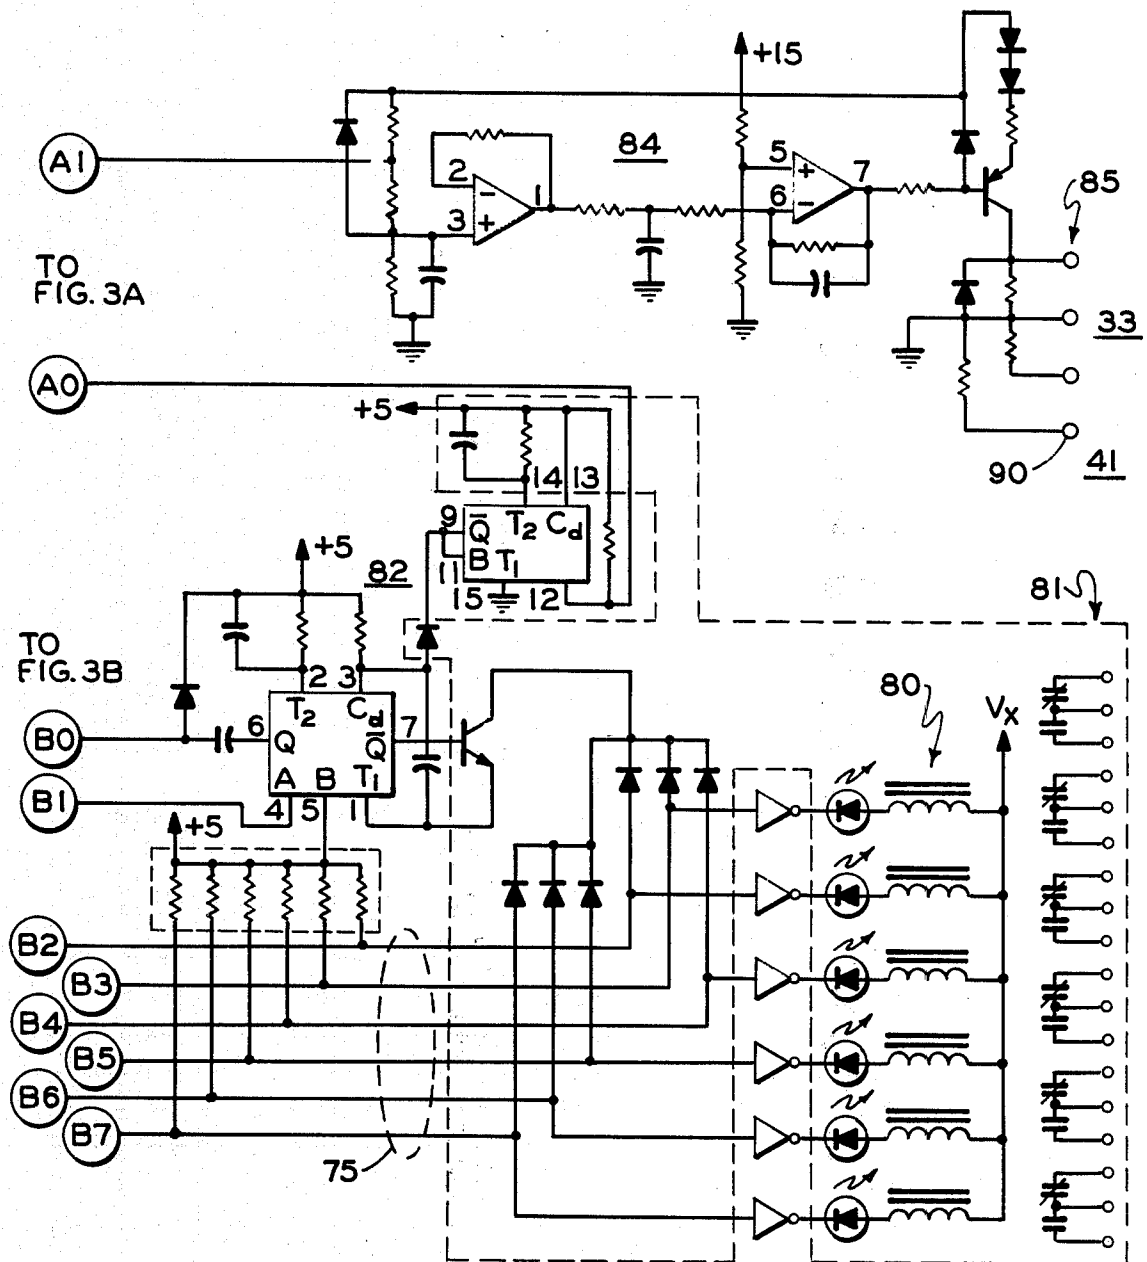 +15
A1
84
2
3
1
5
6
7
85
TO
FIG. 3A
33
A0
+5
14 13
90
41
9
Q̅ T2 Cd
B T1
11
15 12
+5
82
81
TO
FIG. 3B
2 3
80
VX
T2 Cd
B0
6
Q Q̅
7
A B T1
B1
4 5 1
+5
B2
B3
B4
B5
B6
B7
75